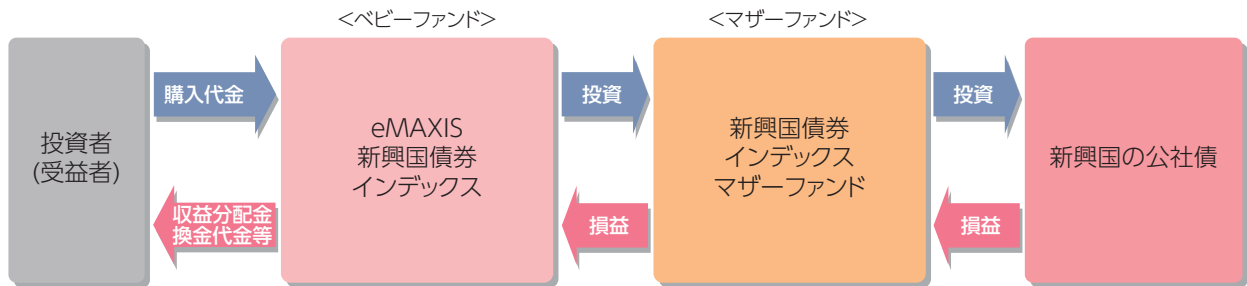 <ベビーファンド>
<マザーファンド>
投資者
(受益者)
購入代金
収益分配金
換金代金等
eMAXIS
新興国債券
インデックス
投資
損益
新興国債券
インデックス
マザーファンド
投資
損益
新興国の公社債